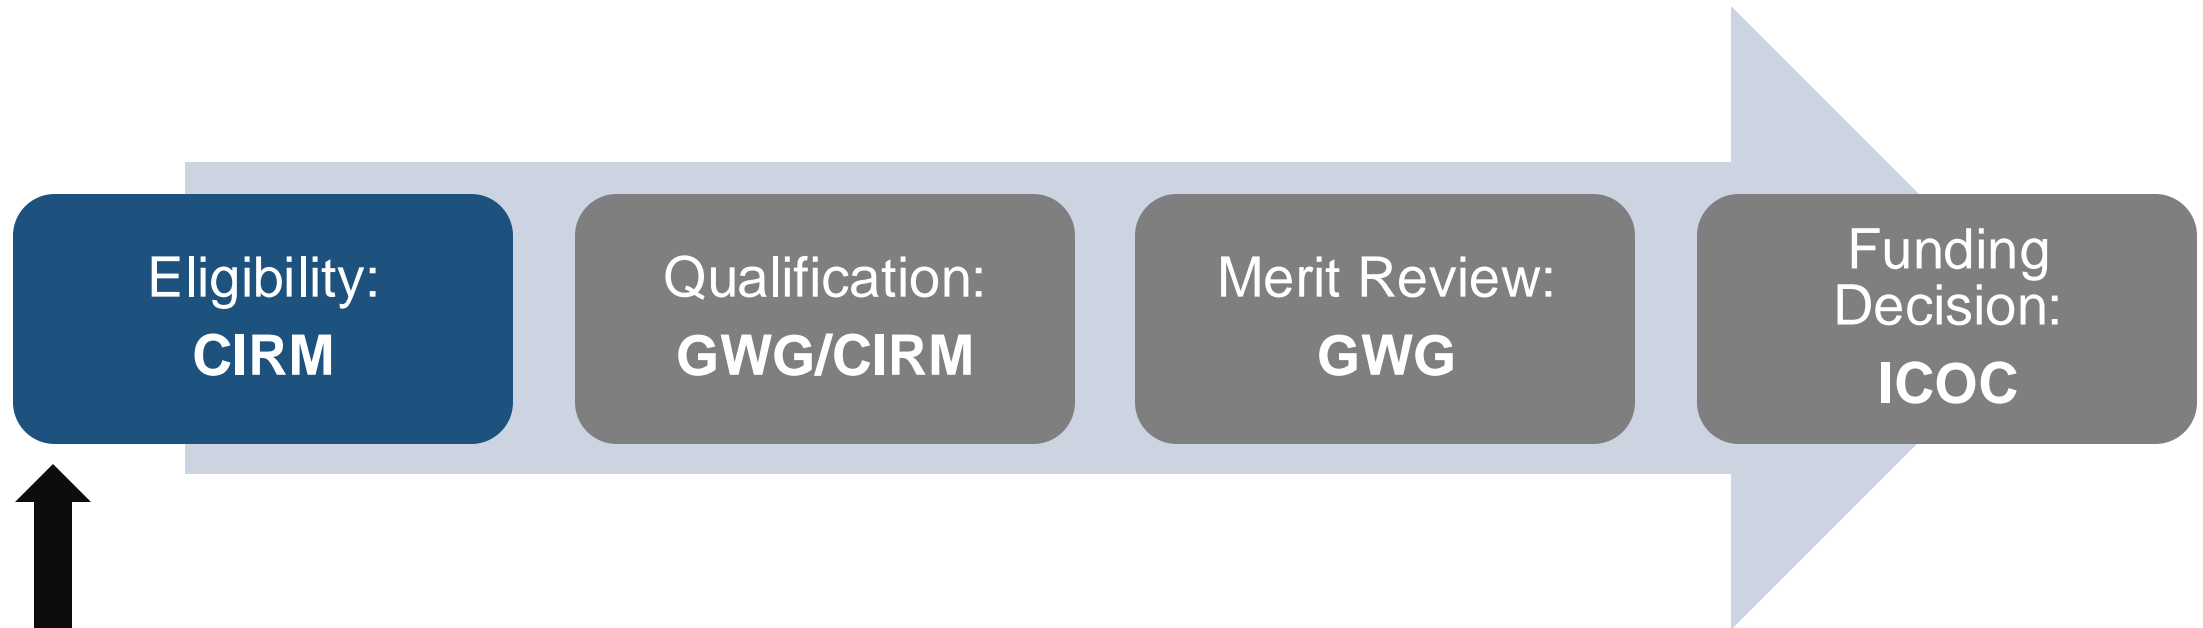 Eligibility:
CIRM
Qualification:
GWG/CIRM
Merit Review:
GWG
Funding
Decision:
ICOC